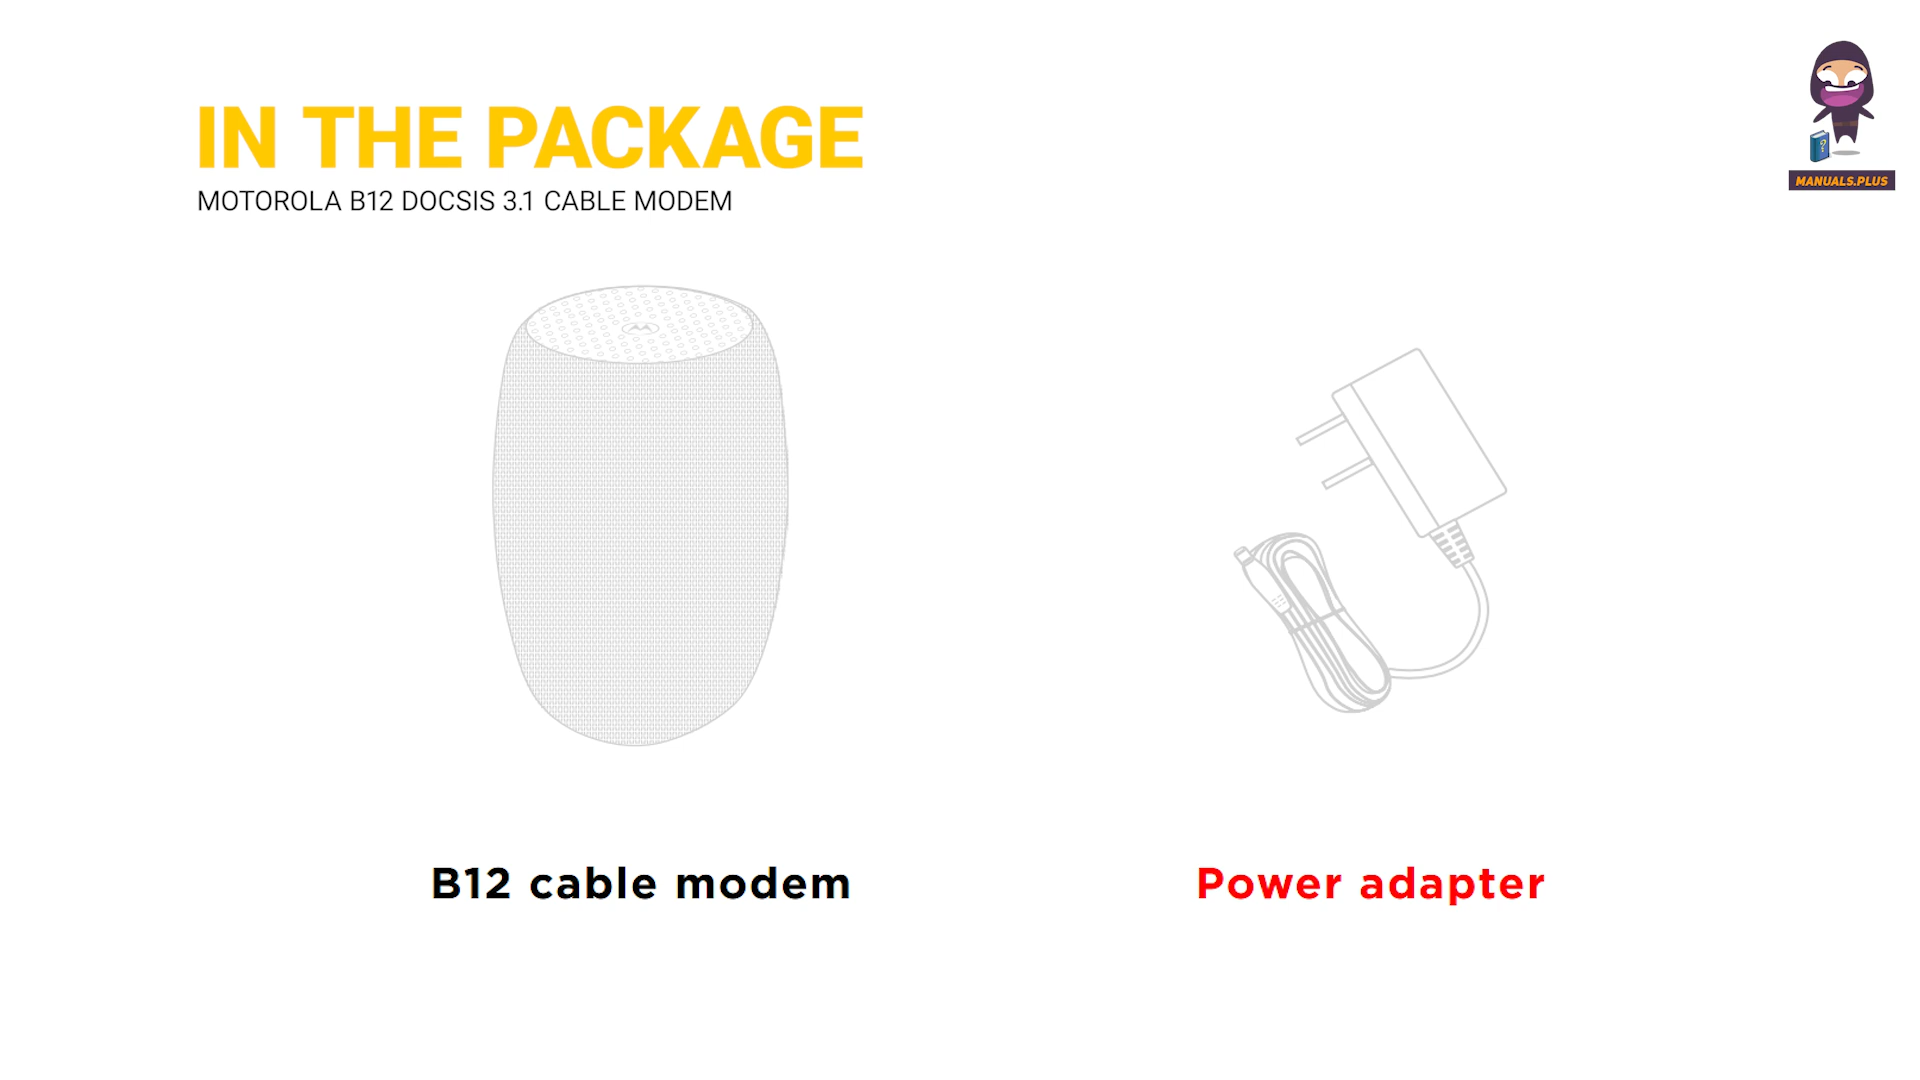 IN THE PACKAGE
MOTOROLA B12 DOCSIS 3.1 CABLE MODEM
MANUALS.PLUS
B12 cable modem
Power adapter